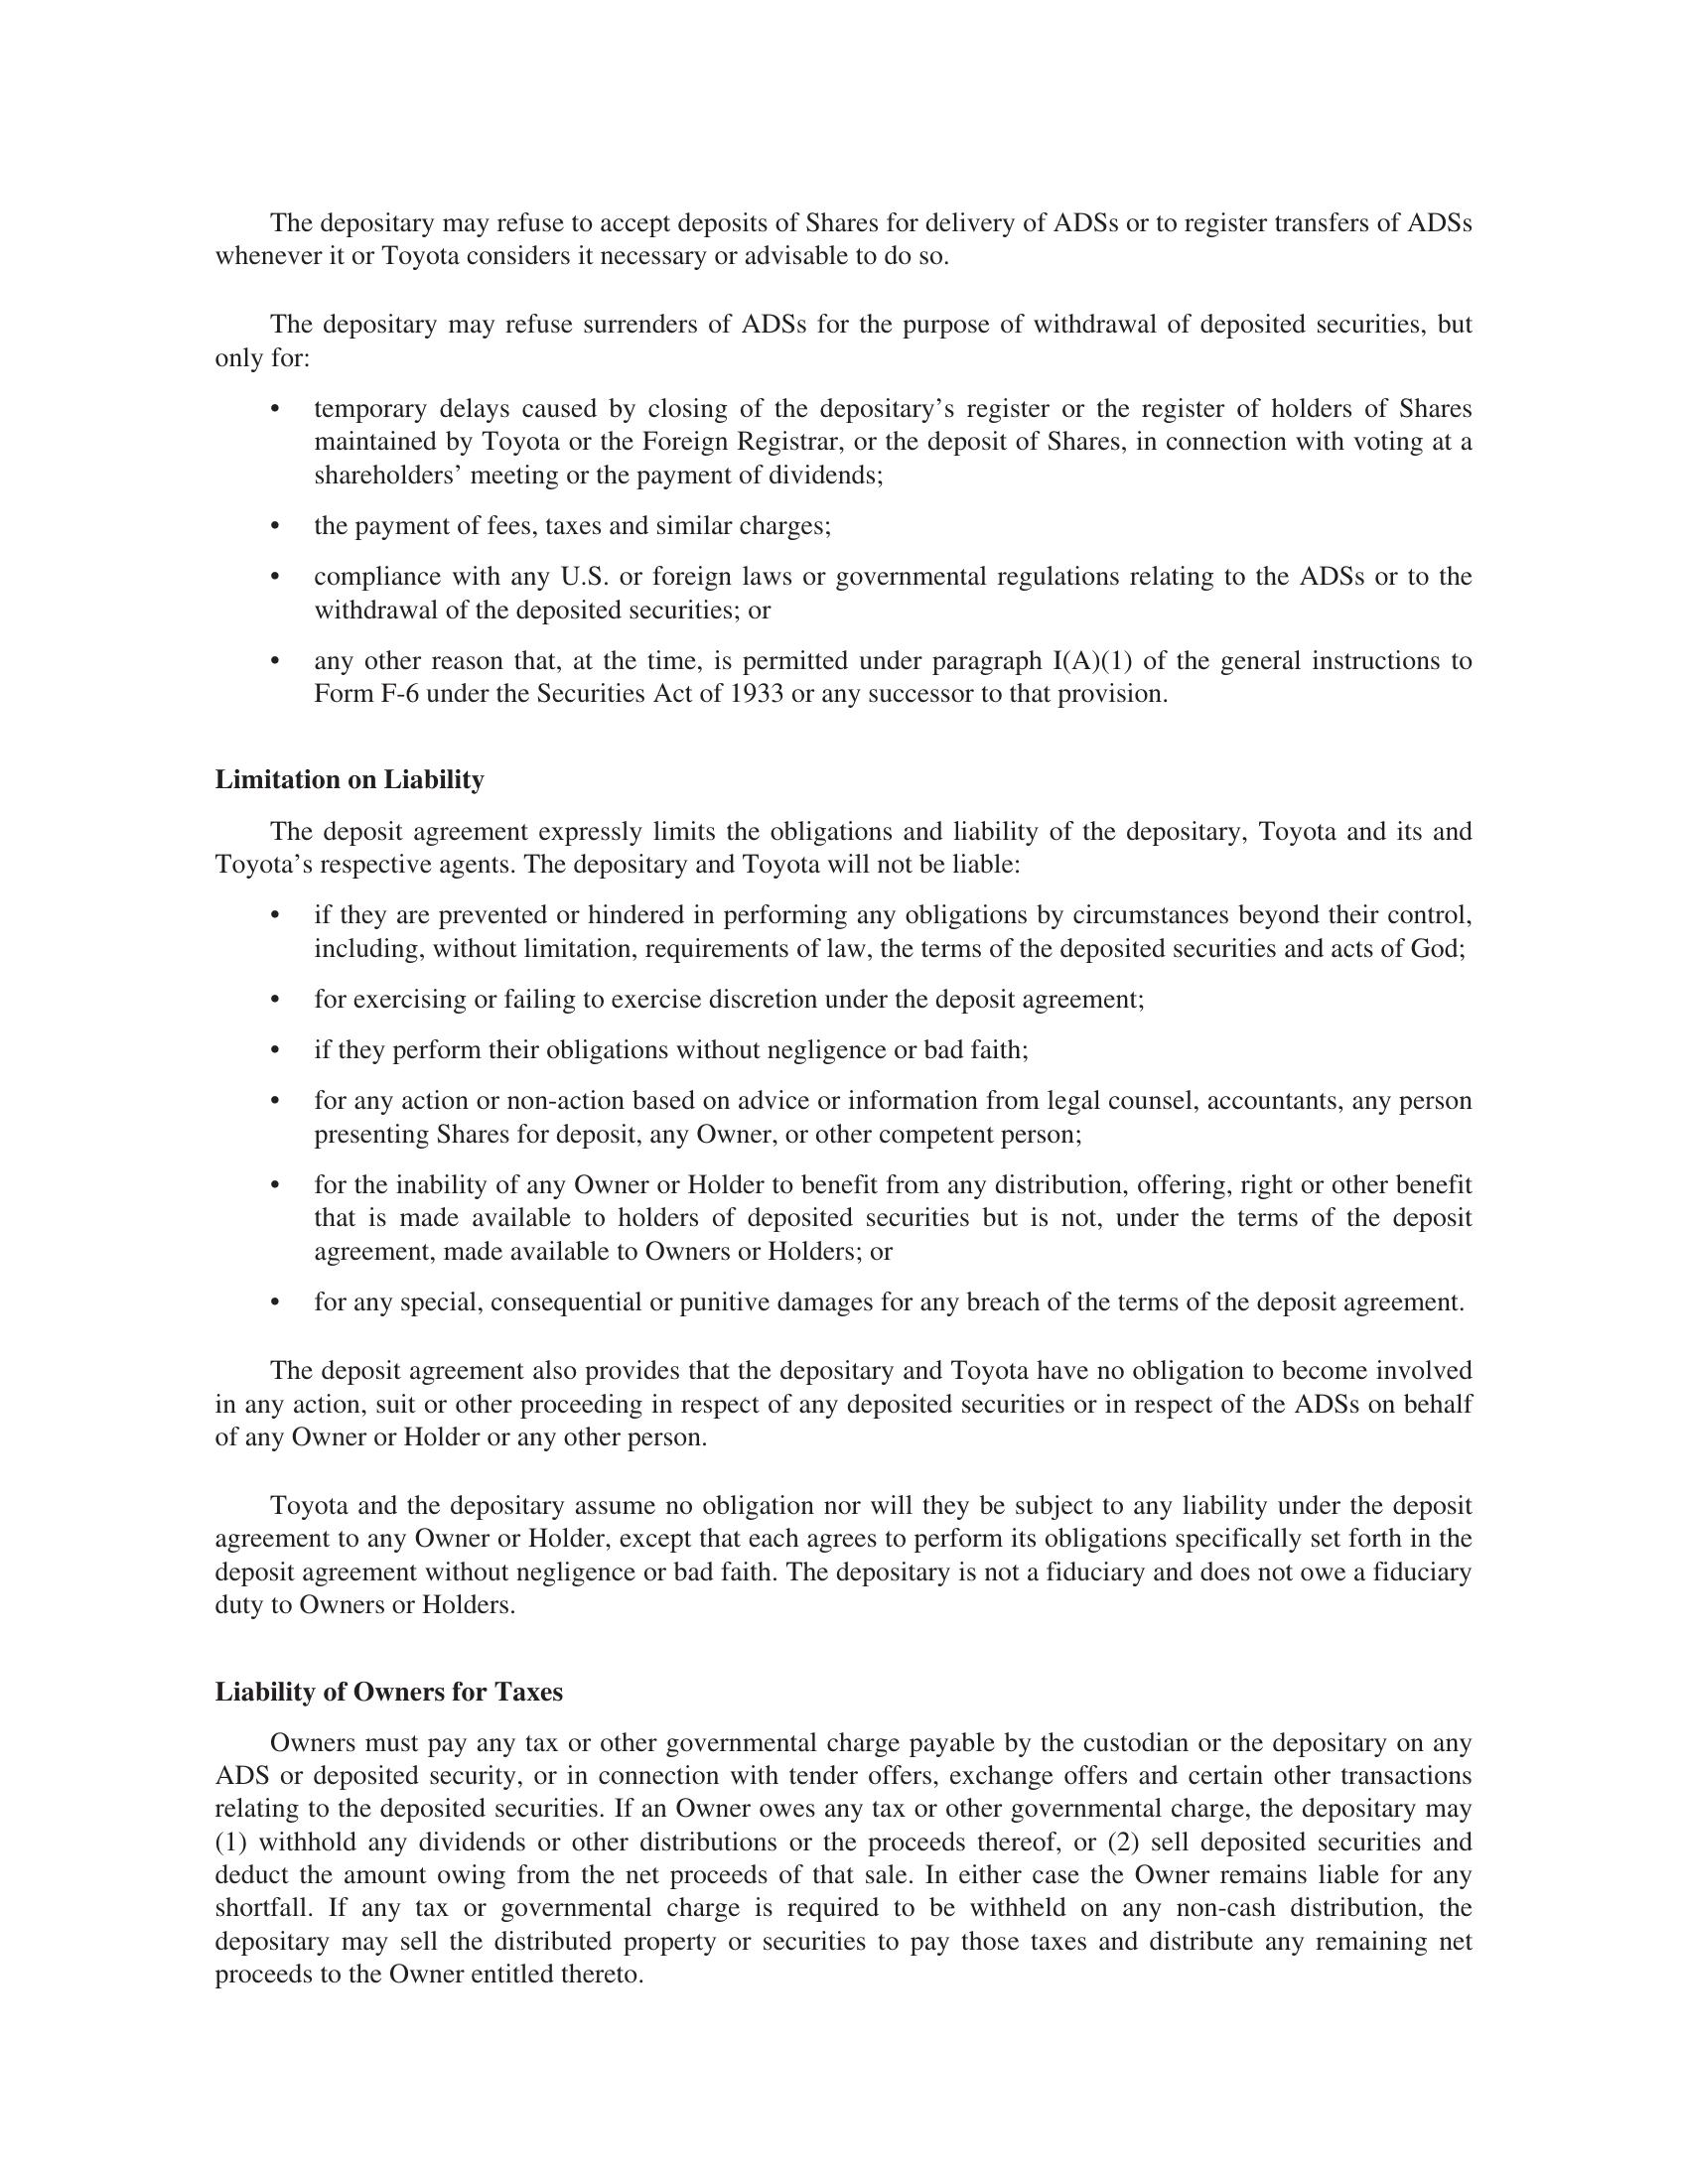 The depositary may refuse to accept deposits of Shares for delivery of ADSs or to register transfers of ADSs
whenever it or Toyota considers it necessary or advisable to do so.
The depositary may refuse surrenders of ADSs for the purpose of withdrawal of deposited securities, but
only for:
• temporary delays caused by closing of the depositary’s register or the register of holders of Shares
maintained by Toyota or the Foreign Registrar, or the deposit of Shares, in connection with voting at a
shareholders’ meeting or the payment of dividends;
• the payment of fees, taxes and similar charges;
• compliance with any U.S. or foreign laws or governmental regulations relating to the ADSs or to the
withdrawal of the deposited securities; or
• any other reason that, at the time, is permitted under paragraph I(A)(1) of the general instructions to
Form F-6 under the Securities Act of 1933 or any successor to that provision.
Limitation on Liability
The deposit agreement expressly limits the obligations and liability of the depositary, Toyota and its and
Toyota’s respective agents. The depositary and Toyota will not be liable:
• if they are prevented or hindered in performing any obligations by circumstances beyond their control,
including, without limitation, requirements of law, the terms of the deposited securities and acts of God;
• for exercising or failing to exercise discretion under the deposit agreement;
• if they perform their obligations without negligence or bad faith;
• for any action or non-action based on advice or information from legal counsel, accountants, any person
presenting Shares for deposit, any Owner, or other competent person;
• for the inability of any Owner or Holder to benefit from any distribution, offering, right or other benefit
that is made available to holders of deposited securities but is not, under the terms of the deposit
agreement, made available to Owners or Holders; or
• for any special, consequential or punitive damages for any breach of the terms of the deposit agreement.
The deposit agreement also provides that the depositary and Toyota have no obligation to become involved
in any action, suit or other proceeding in respect of any deposited securities or in respect of the ADSs on behalf
of any Owner or Holder or any other person.
Toyota and the depositary assume no obligation nor will they be subject to any liability under the deposit
agreement to any Owner or Holder, except that each agrees to perform its obligations specifically set forth in the
deposit agreement without negligence or bad faith. The depositary is not a fiduciary and does not owe a fiduciary
duty to Owners or Holders.
Liability of Owners for Taxes
Owners must pay any tax or other governmental charge payable by the custodian or the depositary on any
ADS or deposited security, or in connection with tender offers, exchange offers and certain other transactions
relating to the deposited securities. If an Owner owes any tax or other governmental charge, the depositary may
(1) withhold any dividends or other distributions or the proceeds thereof, or (2) sell deposited securities and
deduct the amount owing from the net proceeds of that sale. In either case the Owner remains liable for any
shortfall. If any tax or governmental charge is required to be withheld on any non-cash distribution, the
depositary may sell the distributed property or securities to pay those taxes and distribute any remaining net
proceeds to the Owner entitled thereto.